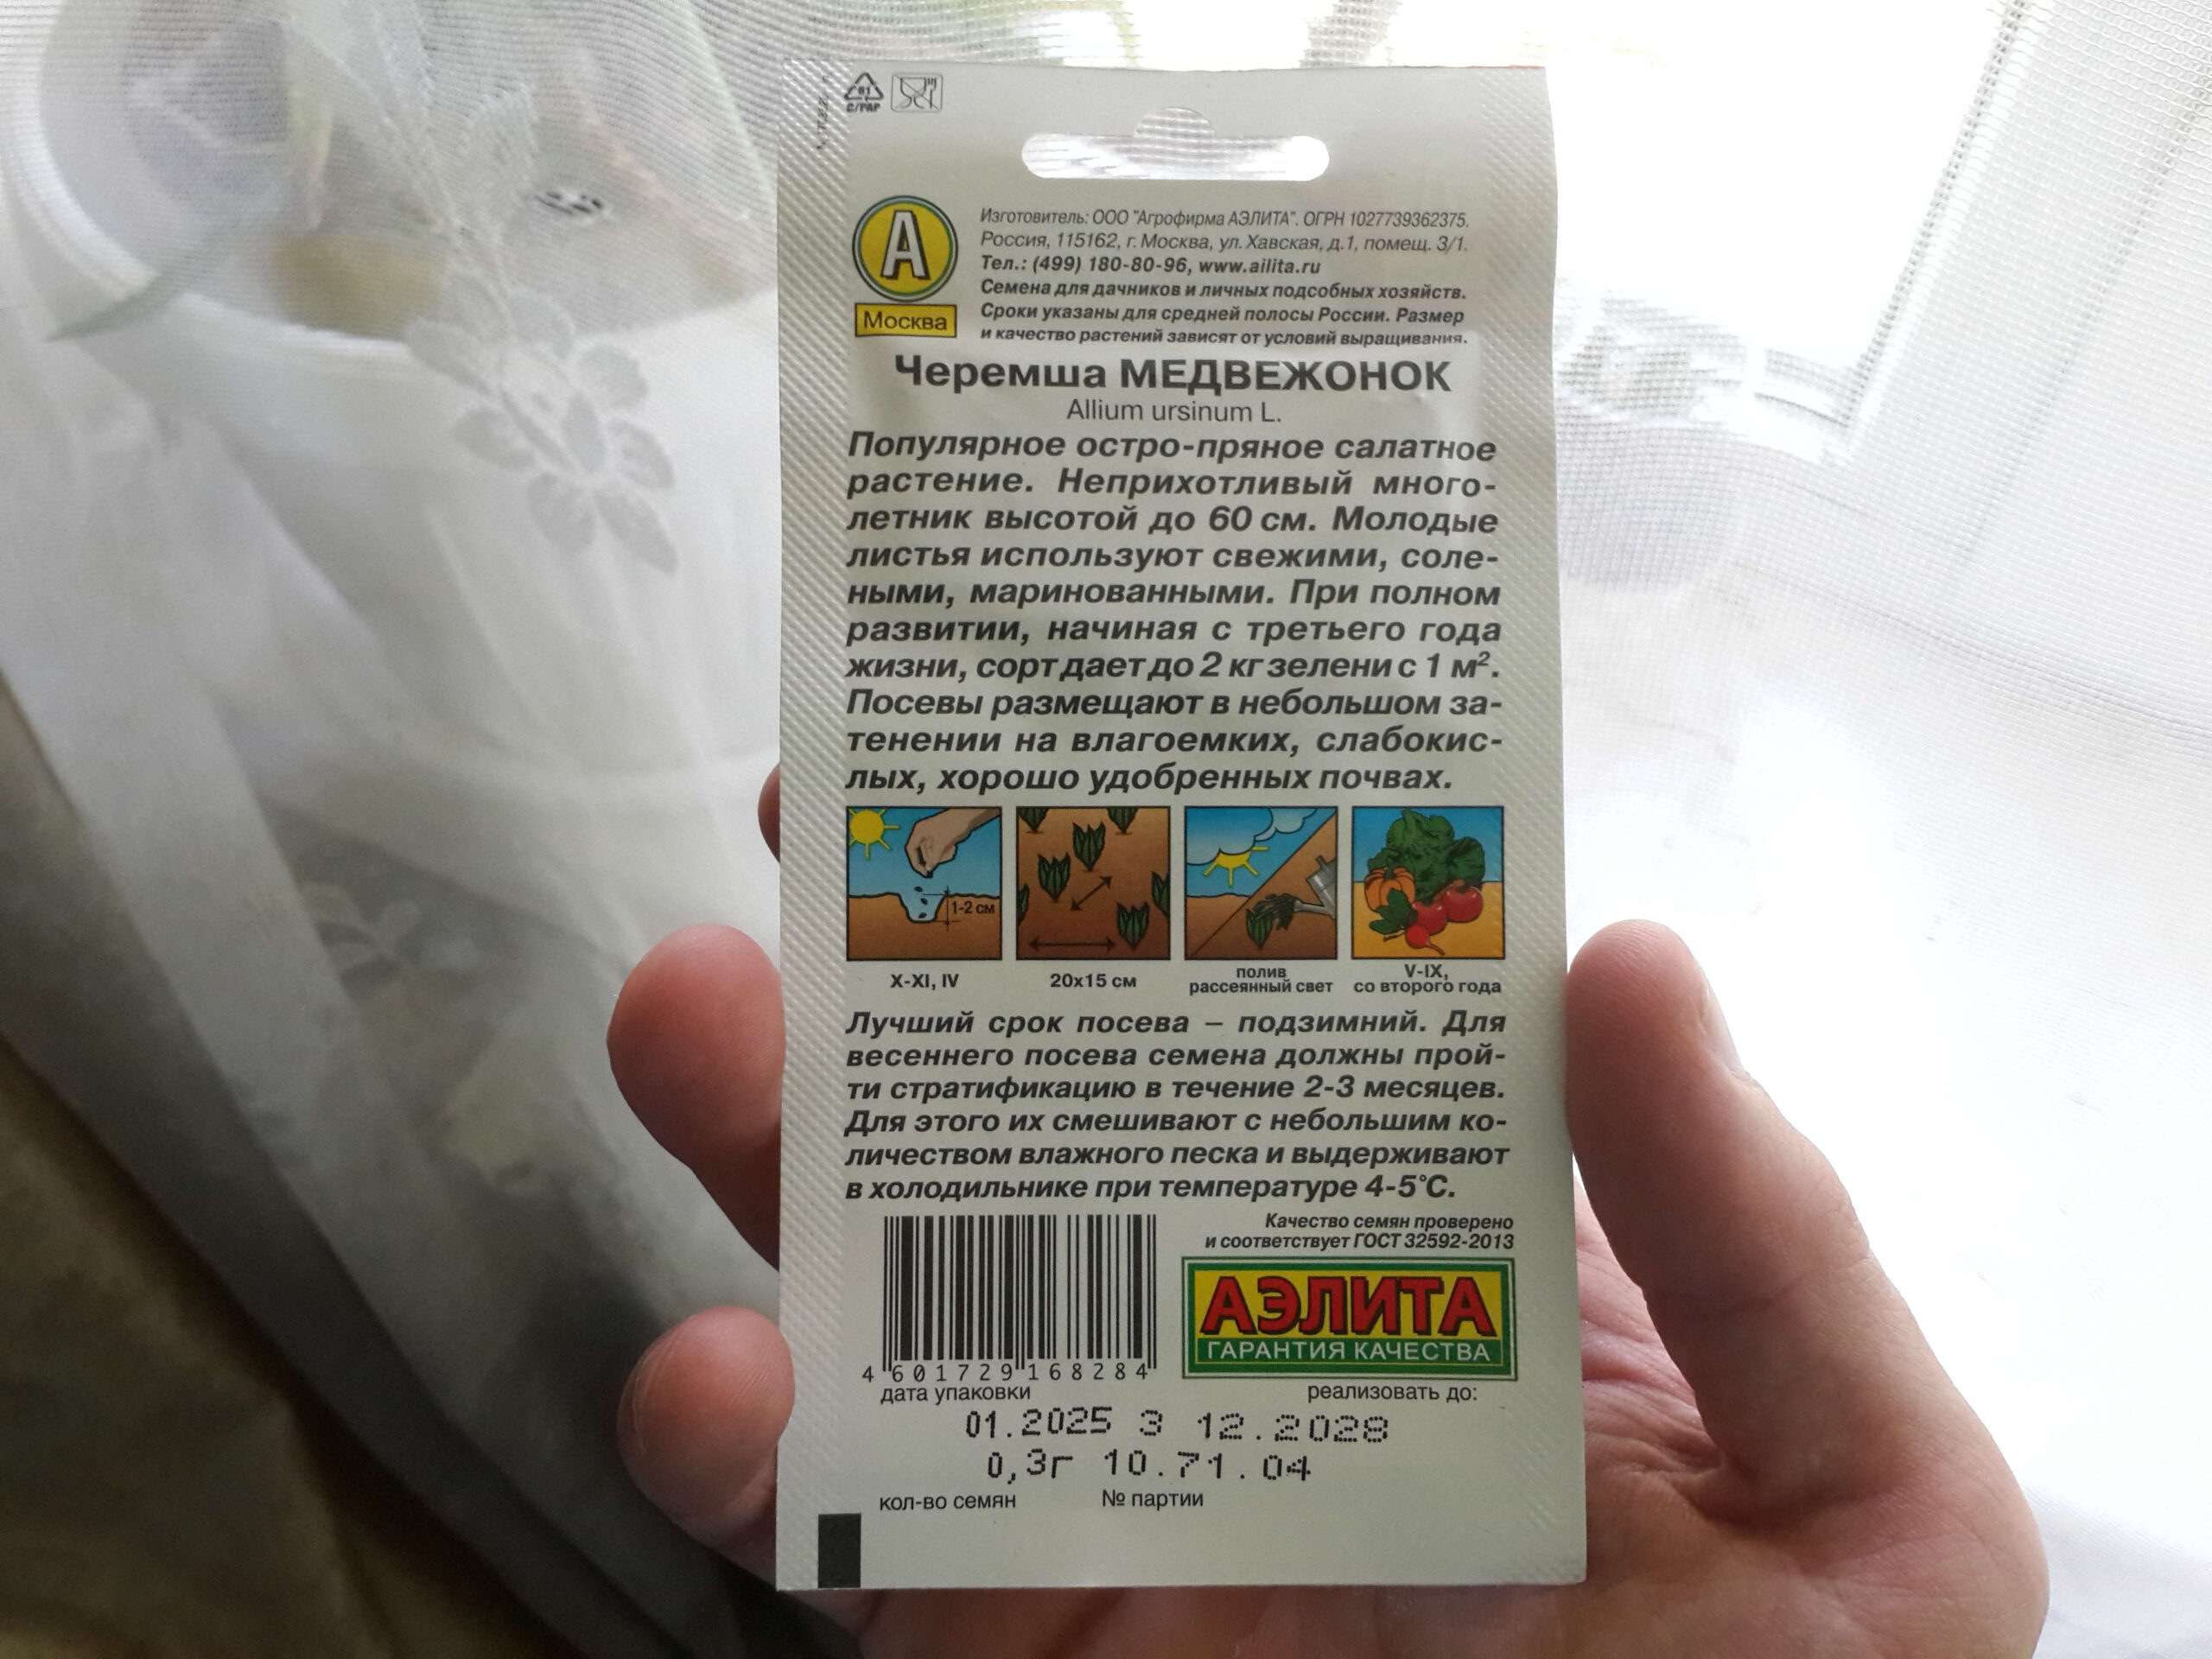 81
C/PAP
А
Москва
Изготовитель: ООО "Агрофирма АЭЛИТА". ОГРН 1027739362375.
Россия, 115162, г. Москва, ул. Хавская, д.1, помещ. 3/1.
Тел.: (499) 180-80-96, www.ailita.ru
Семена для дачников и личных подсобных хозяйств.
Сроки указаны для средней полосы России. Размер
и качество растений зависят от условий выращивания.
Черемша МЕДВЕЖОНОК
Allium ursinum L.
Популярное остро-пряное салатное
растение. Неприхотливый много-
летник высотой до 60 см. Молодые
листья используют свежими, соле-
ными, маринованными. При полном
развитии, начиная с третьего года
жизни, сорт дает до 2 кг зелени с 1 м².
Посевы размещают в небольшом за-
тенении на влагоемких, слабокис-
лых, хорошо удобренных почвах.
1-2 см
X-XI, IV
20x15 см
полив
рассеянный свет
V-IX,
со второго года
Лучший срок посева – подзимний. Для
весеннего посева семена должны прой-
ти стратификацию в течение 2-3 месяцев.
Для этого их смешивают с небольшим ко-
личеством влажного песка и выдерживают
в холодильнике при температуре 4-5°С.
Качество семян проверено
и соответствует ГОСТ 32592-2013
АЭЛИТА
ГАРАНТИЯ КАЧЕСТВА
4 601729 168284
дата упаковки реализовать до:
01.2025 3 12.2028
0,3г 10.71.04
кол-во семян № партии